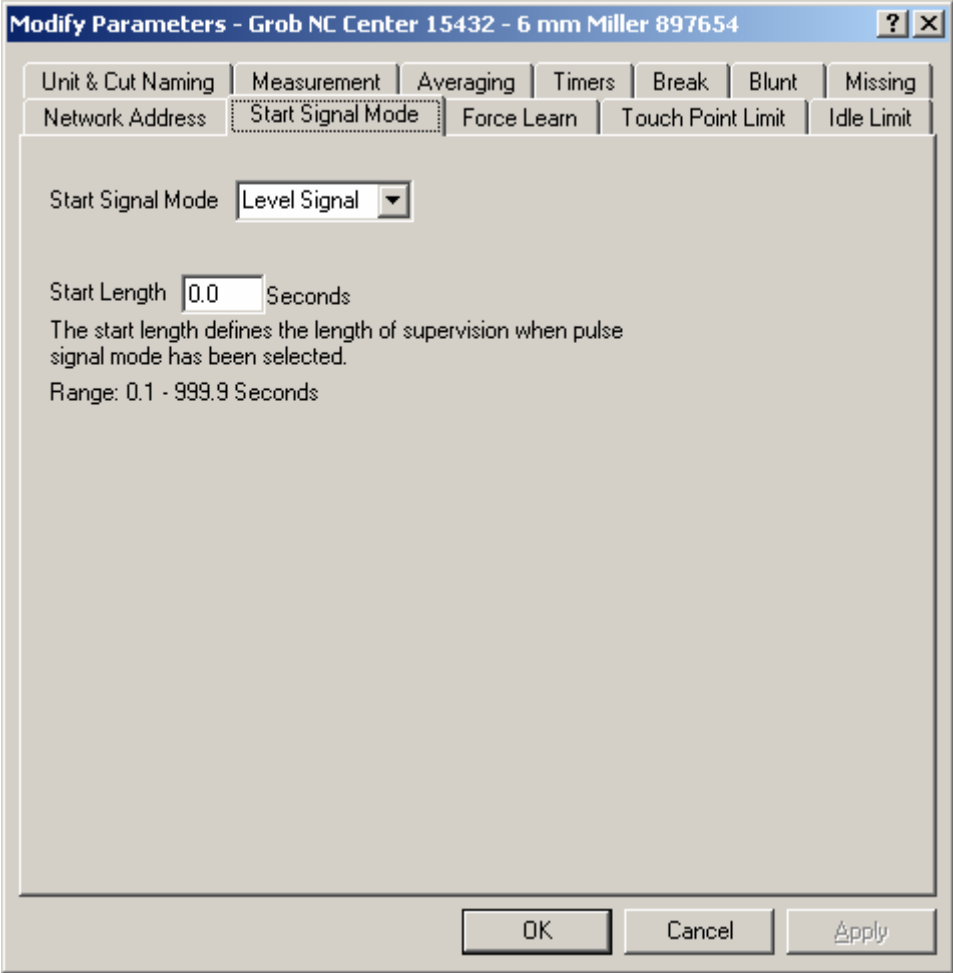 Modify Parameters - Grob NC Center 15432 - 6 mm Miller 897654
Unit & Cut Naming Measurement Averaging Timers Break Blunt Missing
Network Address Start Signal Mode Force Learn Touch Point Limit Idle Limit
Start Signal Mode Level Signal
Start Length 0.0 Seconds
The start length defines the length of supervision when pulse
signal mode has been selected.
Range: 0.1 - 999.9 Seconds
OK Cancel Apply